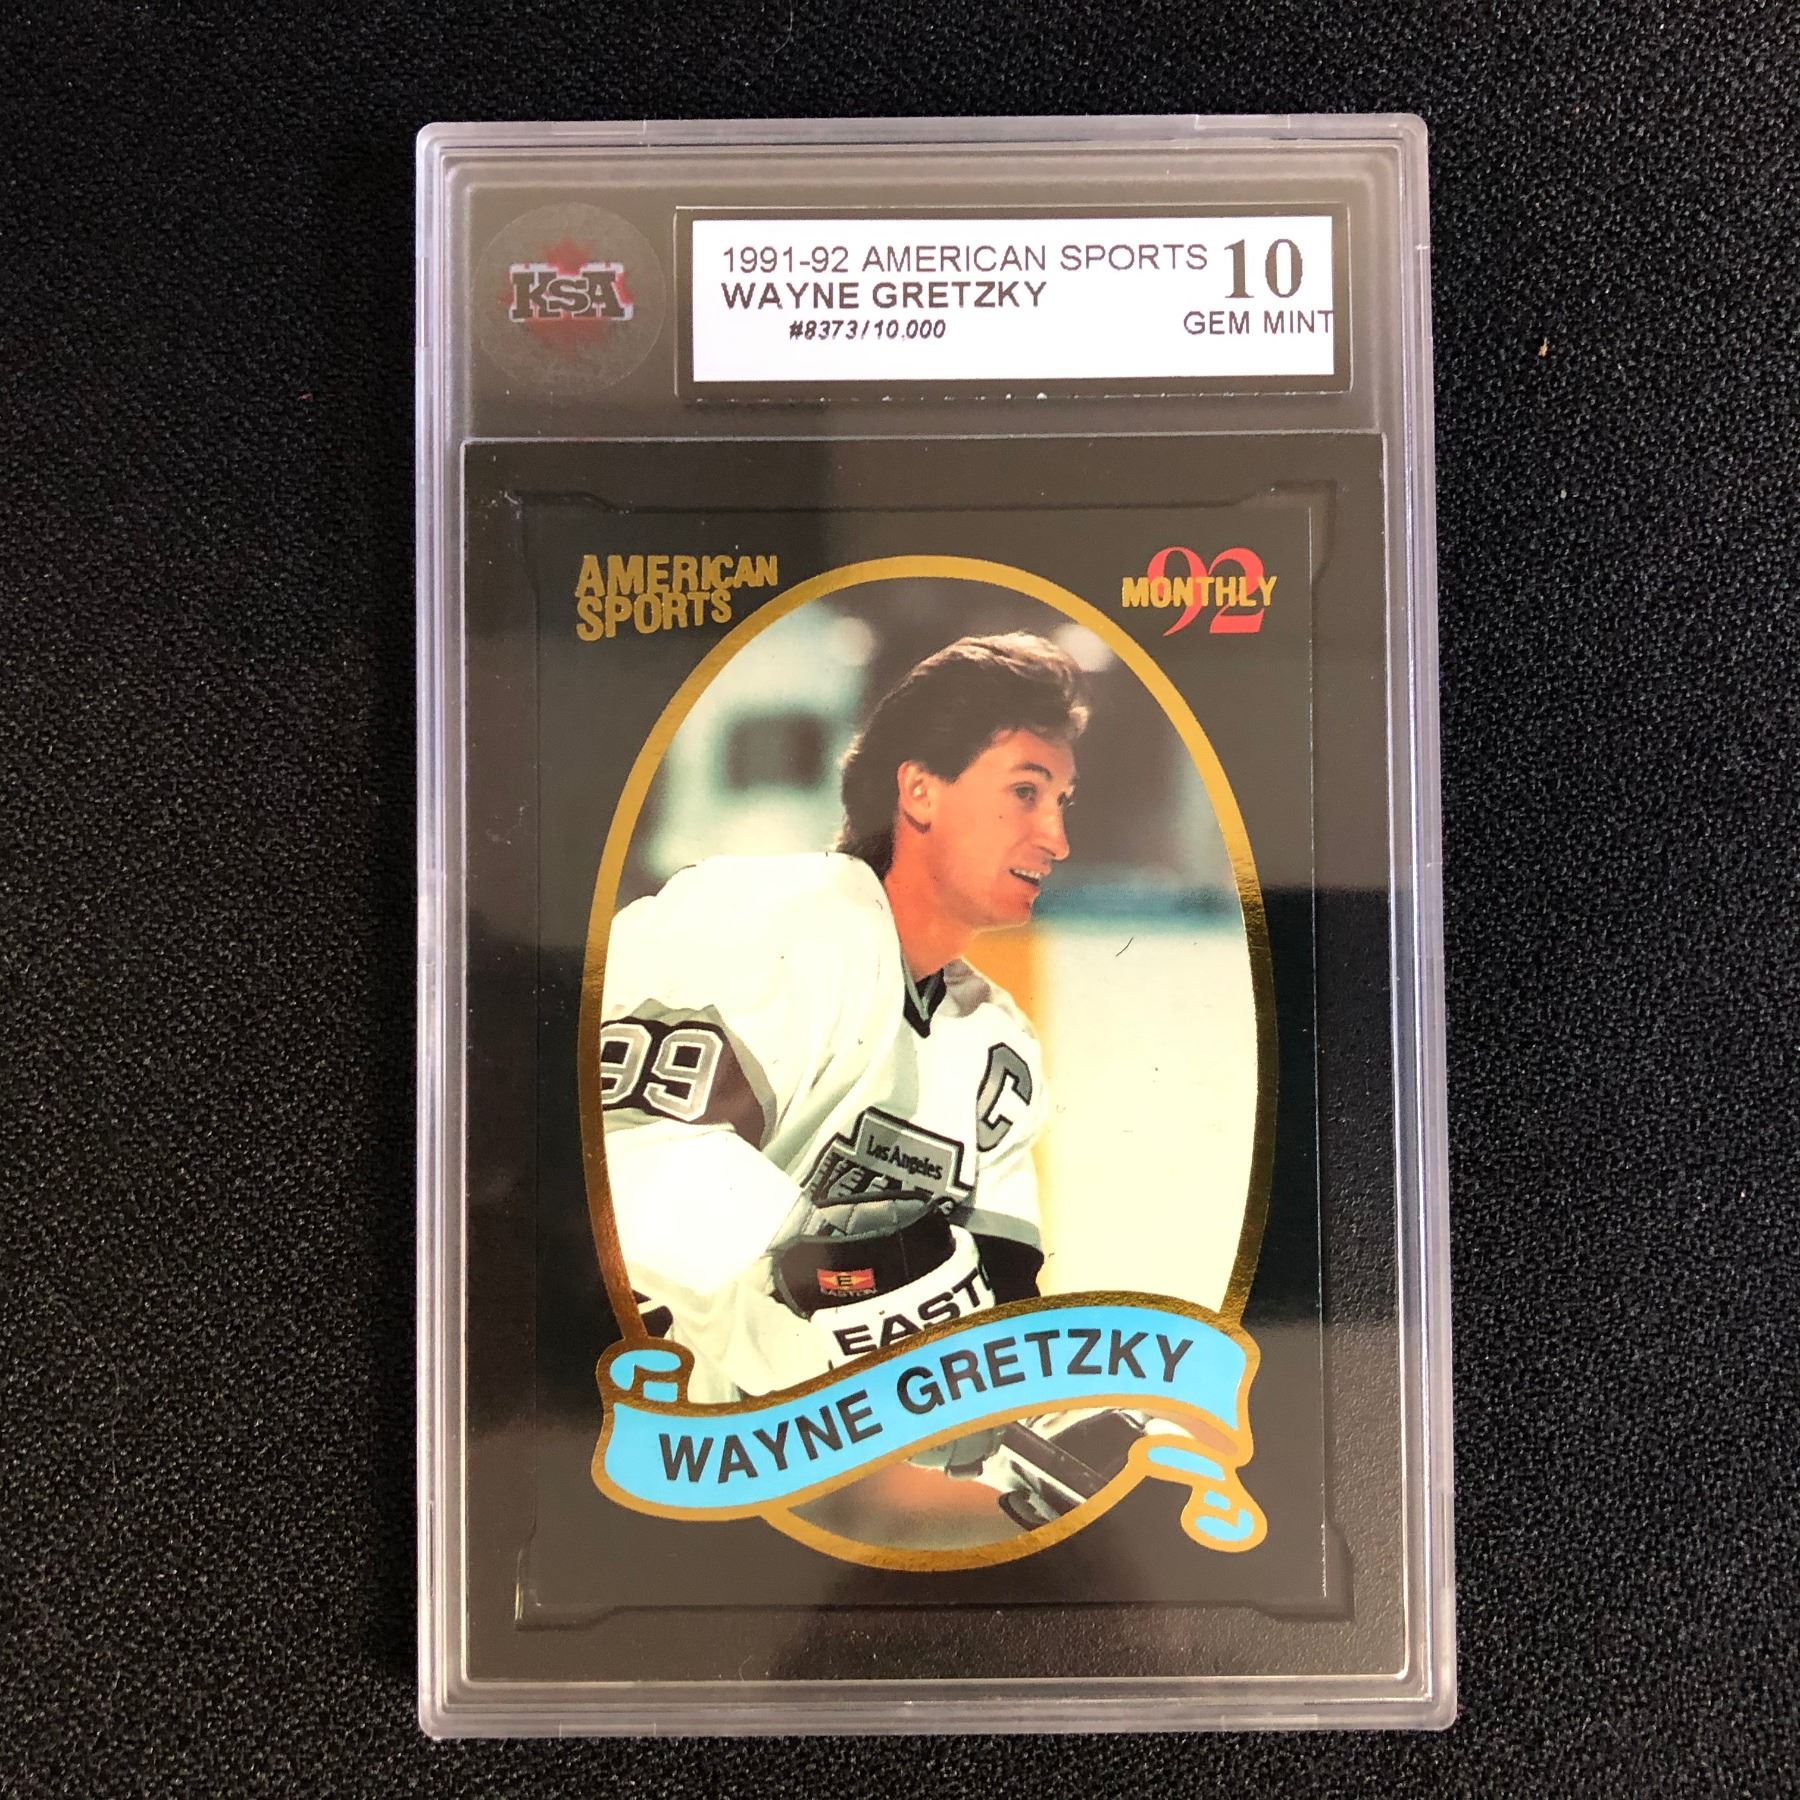 KSA
1991-92 AMERICAN SPORTS 10
WAYNE GRETZKY
#8373/10,000 GEM MINT
AMERICAN
SPORTS
92
MONTHLY
99
C
Los Angeles
E
EASTON
EAST
WAYNE GRETZKY